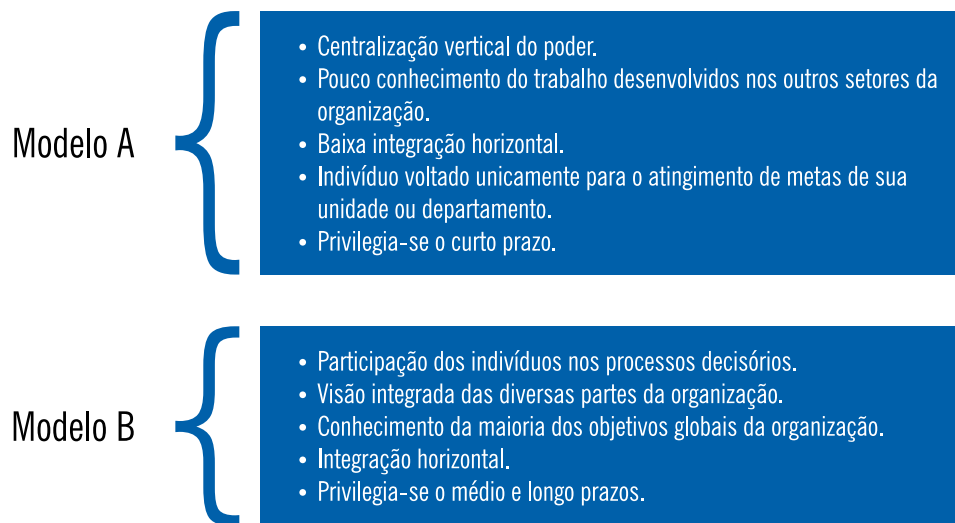 Modelo A
• Centralização vertical do poder.
• Pouco conhecimento do trabalho desenvolvidos nos outros setores da
organização.
• Baixa integração horizontal.
• Indivíduo voltado unicamente para o atingimento de metas de sua
unidade ou departamento.
• Privilegia-se o curto prazo.
Modelo B
• Participação dos indivíduos nos processos decisórios.
• Visão integrada das diversas partes da organização.
• Conhecimento da maioria dos objetivos globais da organização.
• Integração horizontal.
• Privilegia-se o médio e longo prazos.